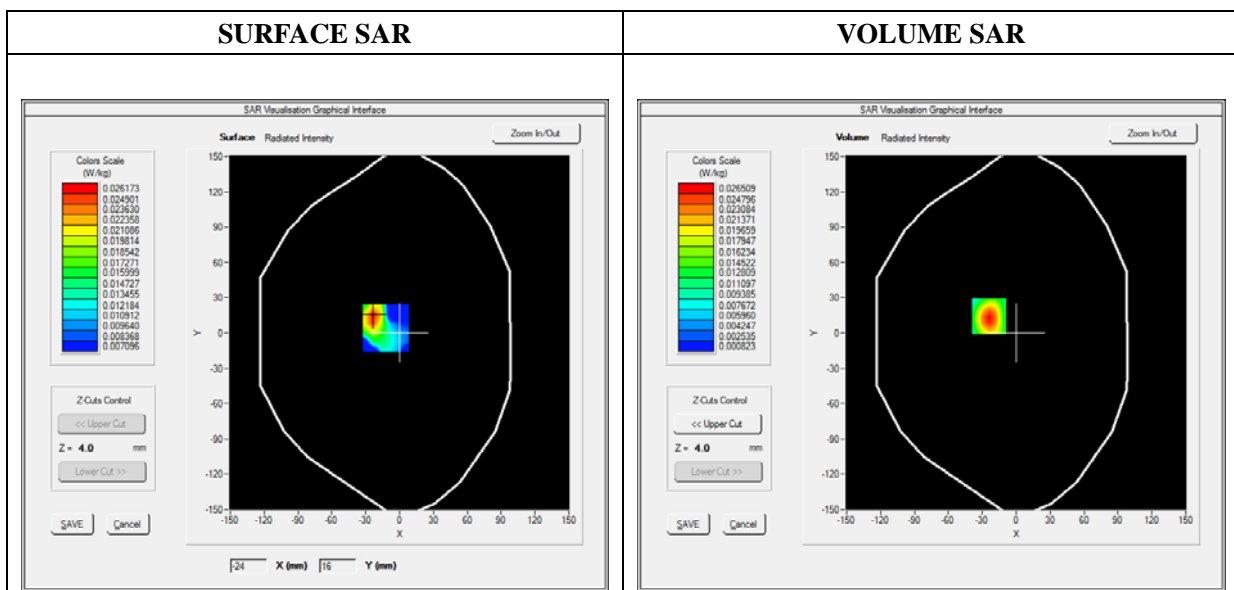 SURFACE SAR
SAR Visualisation Graphical Interface
Surface Radiated Intensity
Zoom In/Out
Colors Scale
(W/kg)
0.026173
0.024901
0.023630
0.022358
0.021086
0.019814
0.018542
0.017271
0.015999
0.014727
0.013455
0.012184
0.010912
0.009640
0.008368
0.007096
Z-Cuts Control
<< Upper Cut
Z = 4.0 mm
Lower Cut >>
SAVE Cancel
150
120
90
60
30
0
-30
-60
-90
-120
-150
Y
-150 -120 -90 -60 -30 0 30 60 90 120 150
X
-24 X (mm) 16 Y (mm)
VOLUME SAR
SAR Visualisation Graphical Interface
Volume Radiated Intensity
Zoom In/Out
Colors Scale
(W/kg)
0.026509
0.024796
0.023084
0.021371
0.019659
0.017947
0.016234
0.014522
0.012809
0.011097
0.009385
0.007672
0.005960
0.004247
0.002535
0.000823
Z-Cuts Control
<< Upper Cut
Z = 4.0 mm
Lower Cut >>
SAVE Cancel
150
120
90
60
30
0
-30
-60
-90
-120
-150
Y
-150 -120 -90 -60 -30 0 30 60 90 120 150
X